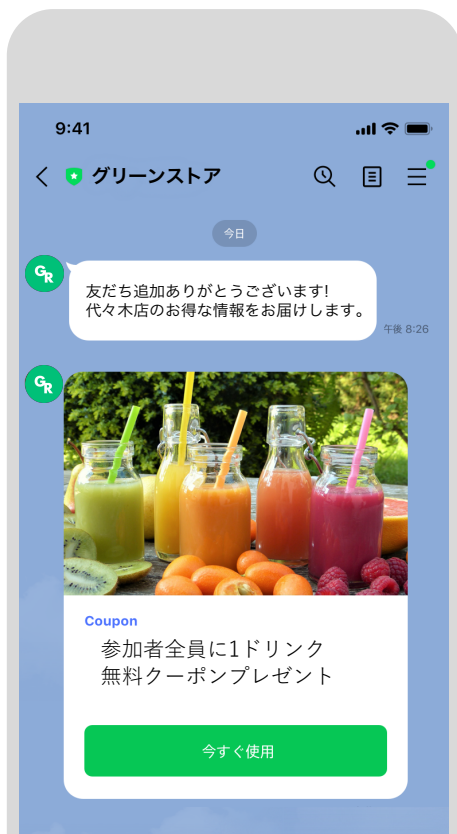 9:41
グリーンストア
今日
GR
友だち追加ありがとうございます!
代々木店のお得な情報をお届けします。
午後 8:26
GR
Coupon
参加者全員に1ドリンク
無料クーポンプレゼント
今すぐ使用